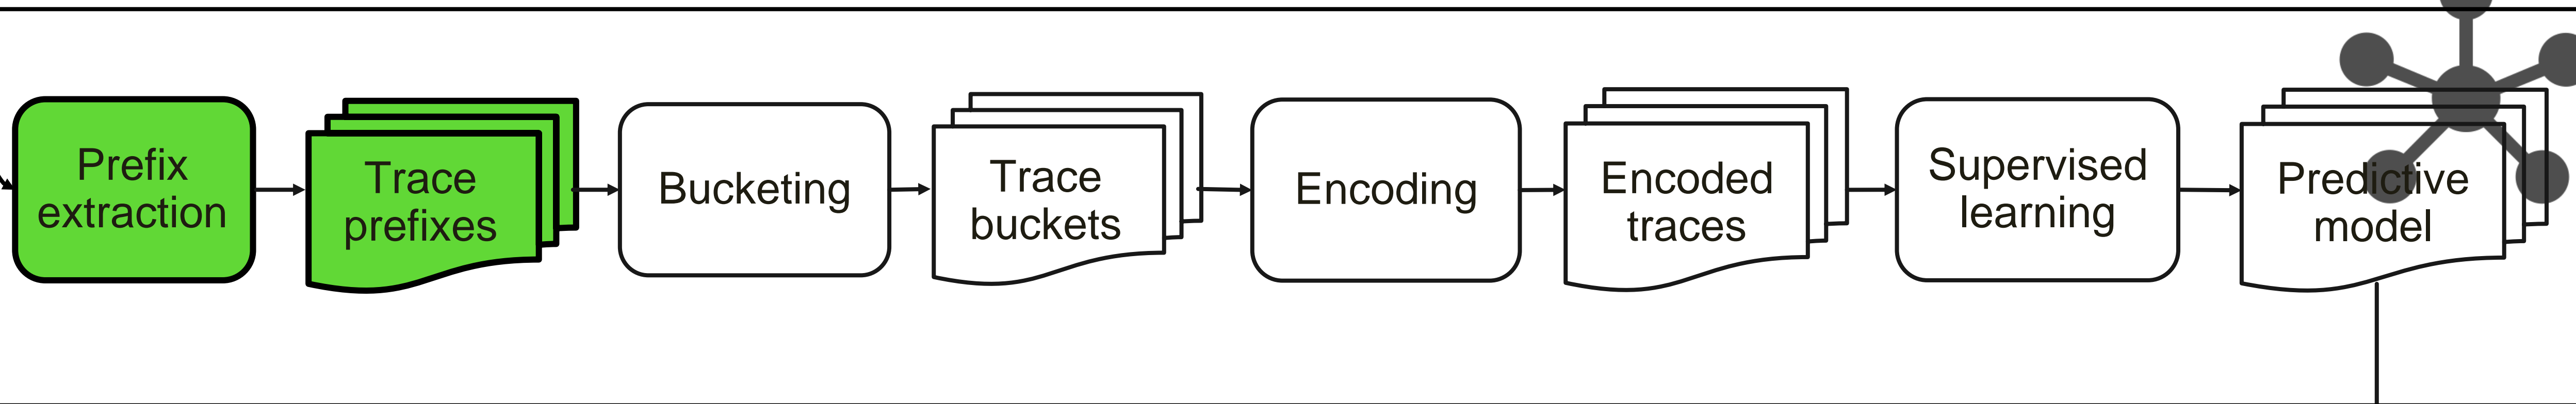 Prefix
extraction
Trace
prefixes
Bucketing
Trace
buckets
Encoding
Encoded
traces
Supervised
learning
Predictive
model